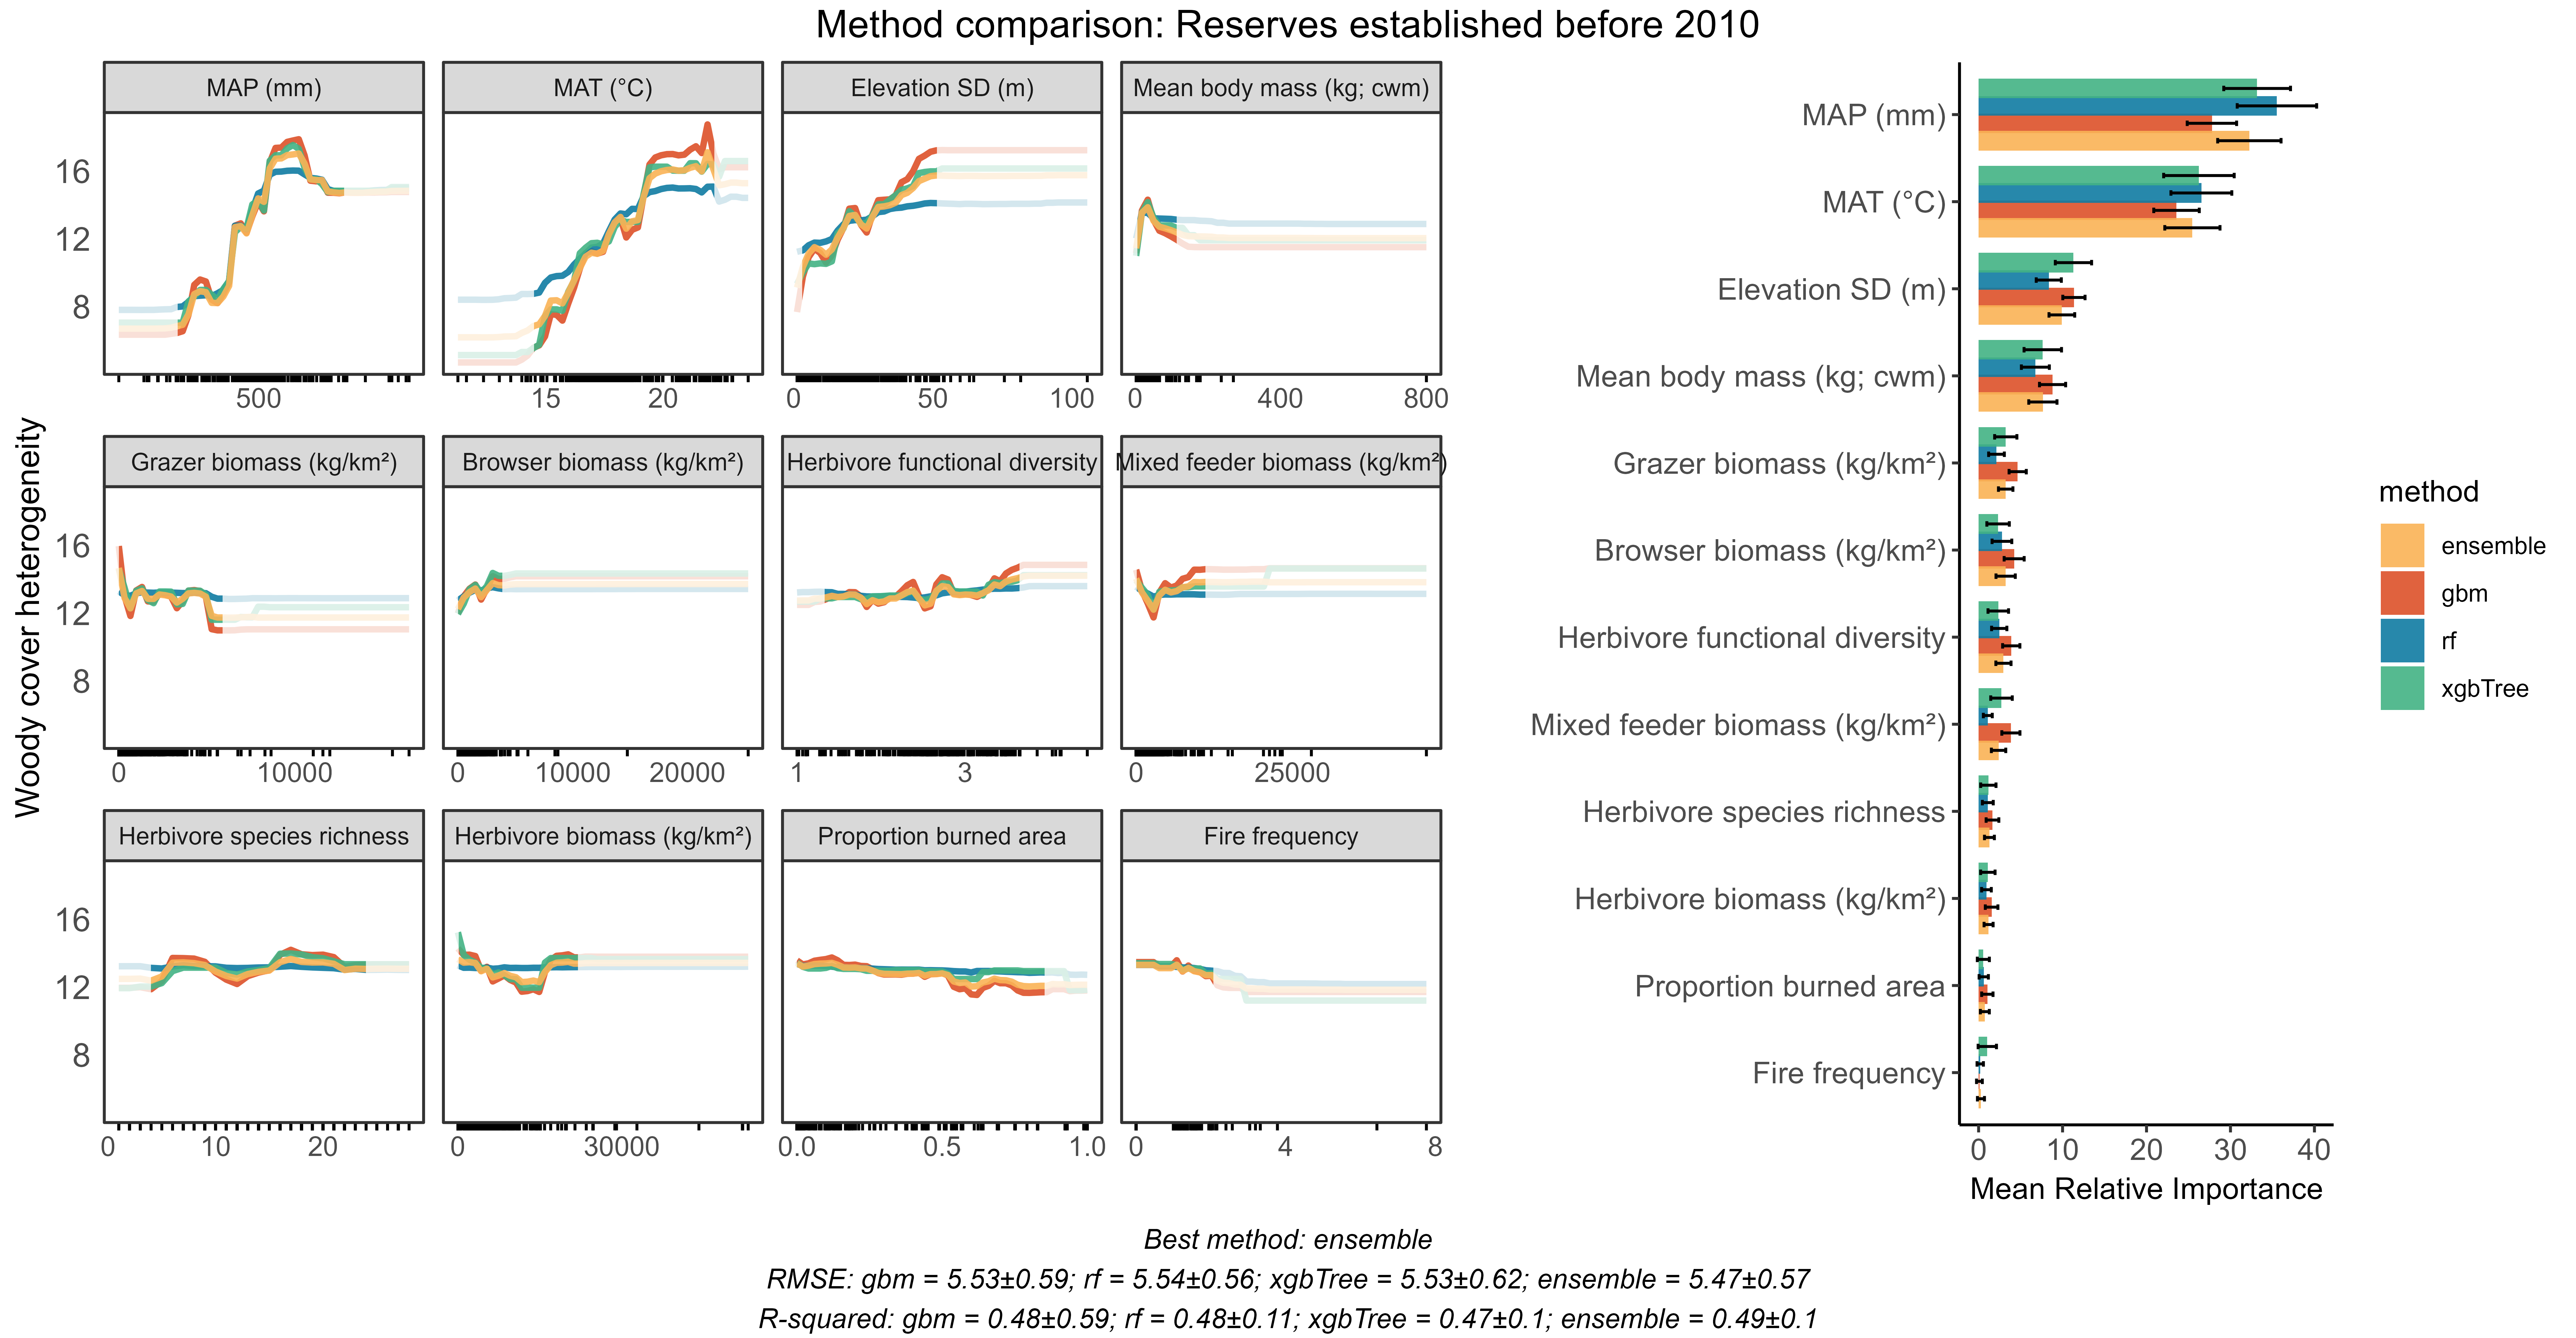 Method comparison: Reserves established before 2010
Woody cover heterogeneity
MAP (mm)
MAT (°C)
Elevation SD (m)
Mean body mass (kg; cwm)
16
12
8
500
15 20
0 50 100
0 400 800
Grazer biomass (kg/km²)
Browser biomass (kg/km²)
Herbivore functional diversity
Mixed feeder biomass (kg/km²)
16
12
8
0 10000
0 10000 20000
1 3
0 25000
Herbivore species richness
Herbivore biomass (kg/km²)
Proportion burned area
Fire frequency
16
12
8
0 10 20
0 30000
0.0 0.5 1.0
0 4 8
MAP (mm)
MAT (°C)
Elevation SD (m)
Mean body mass (kg; cwm)
Grazer biomass (kg/km²)
Browser biomass (kg/km²)
Herbivore functional diversity
Mixed feeder biomass (kg/km²)
Herbivore species richness
Herbivore biomass (kg/km²)
Proportion burned area
Fire frequency
0 10 20 30 40
Mean Relative Importance
method
ensemble
gbm
rf
xgbTree
Best method: ensemble
RMSE: gbm = 5.53±0.59; rf = 5.54±0.56; xgbTree = 5.53±0.62; ensemble = 5.47±0.57
R-squared: gbm = 0.48±0.59; rf = 0.48±0.11; xgbTree = 0.47±0.1; ensemble = 0.49±0.1